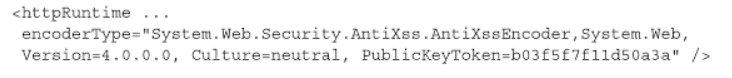 <httpRuntime ...
encoderType="System.Web.Security.AntiXss.AntiXssEncoder,System.Web,
Version=4.0.0.0, Culture=neutral, PublicKeyToken=b03f5f7f11d50a3a" />